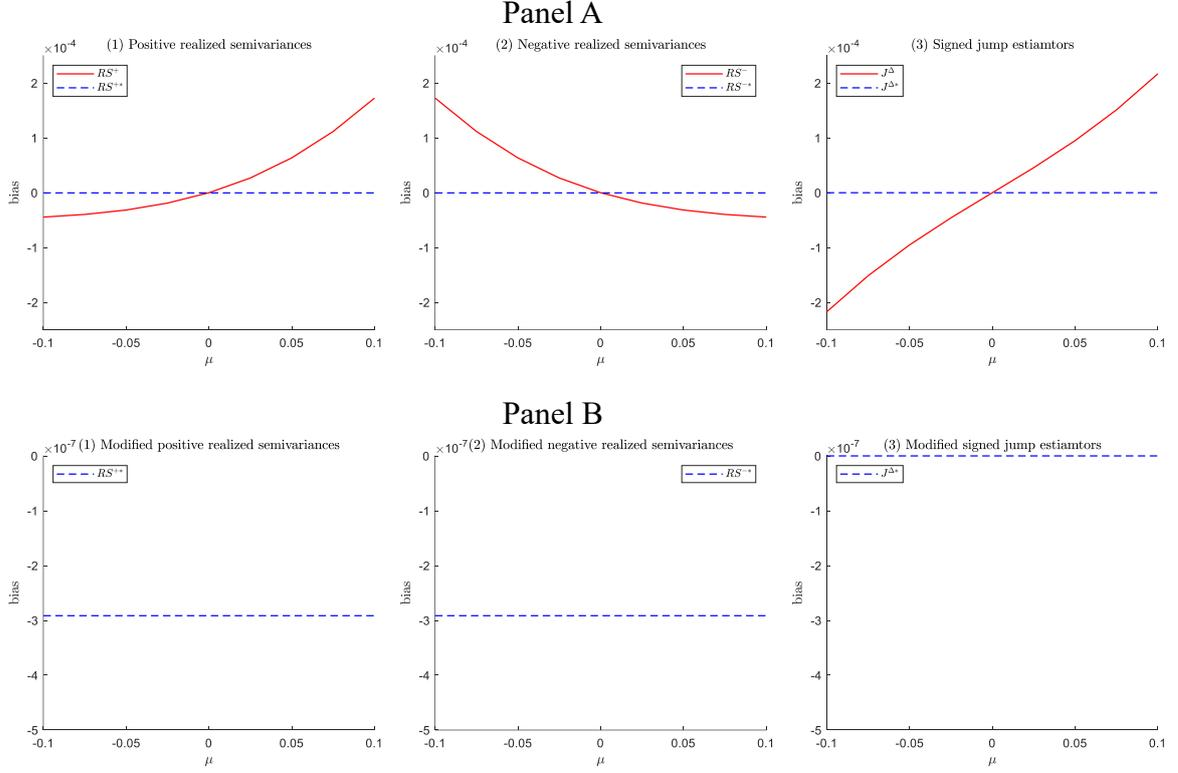 Panel A
×10⁻⁴ (1) Positive realized semivariances
RS⁺
RS⁺*
2
1
0
-1
-2
bias
-0.1 -0.05 0 0.05 0.1
μ
×10⁻⁴ (2) Negative realized semivariances
RS⁻
RS⁻*
2
1
0
-1
-2
bias
-0.1 -0.05 0 0.05 0.1
μ
×10⁻⁴ (3) Signed jump estiamtors
J^Δ
J^Δ*
2
1
0
-1
-2
bias
-0.1 -0.05 0 0.05 0.1
μ
Panel B
×10⁻⁷ (1) Modified positive realized semivariances
RS⁺*
0
-1
-2
-3
-4
-5
bias
-0.1 -0.05 0 0.05 0.1
μ
×10⁻⁷ (2) Modified negative realized semivariances
RS⁻*
0
-1
-2
-3
-4
-5
bias
-0.1 -0.05 0 0.05 0.1
μ
×10⁻⁷ (3) Modified signed jump estiamtors
J^Δ*
0
-1
-2
-3
-4
-5
bias
-0.1 -0.05 0 0.05 0.1
μ